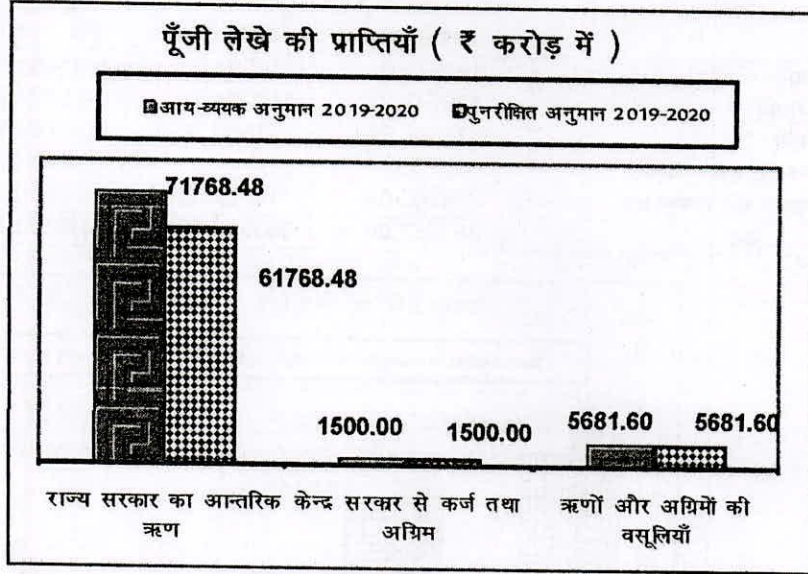 पूँजी लेखे की प्राप्तियाँ ( ₹ करोड़ में )
आय-व्ययक अनुमान 2019-2020 पुनरीक्षित अनुमान 2019-2020
71768.48
61768.48
1500.00 1500.00 5681.60 5681.60
राज्य सरकार का आन्तरिक केन्द्र सरकार से कर्ज तथा ऋणों और अग्रिमों की
ऋण अग्रिम वसूलियाँ